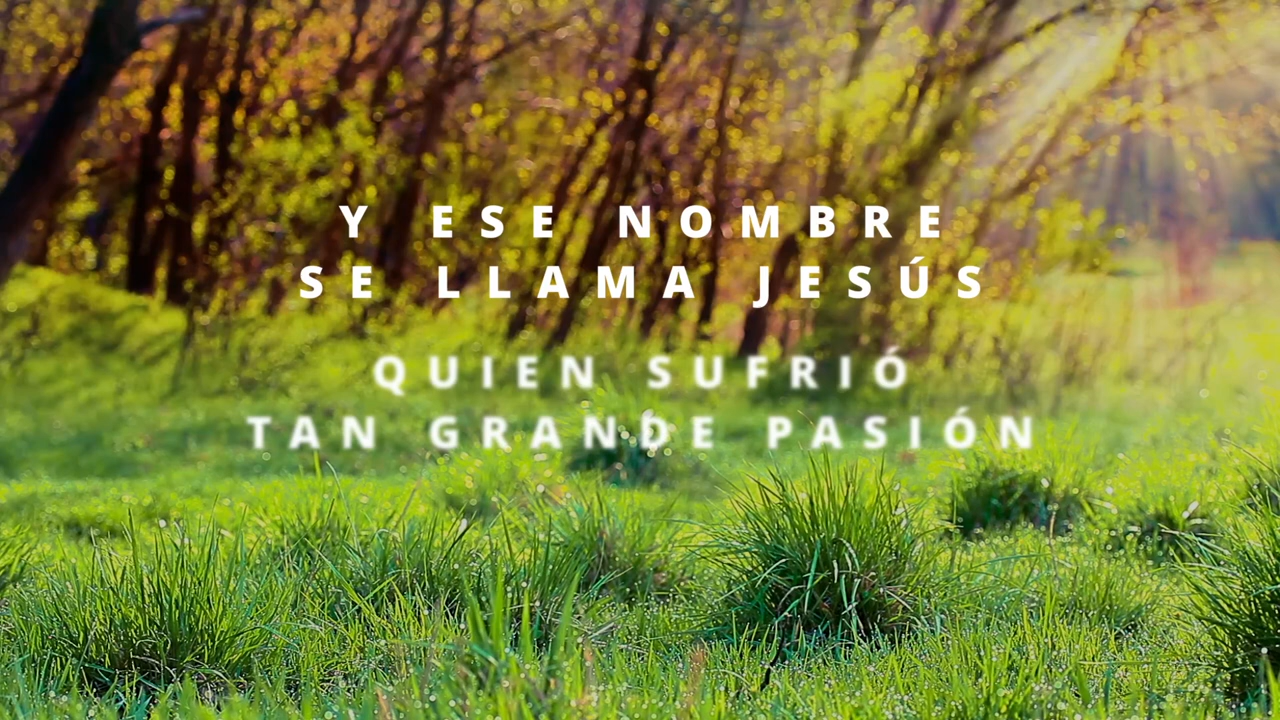 Y ESE NOMBRE
SE LLAMA JESÚS
QUIEN SUFRIÓ
TAN GRANDE PASIÓN